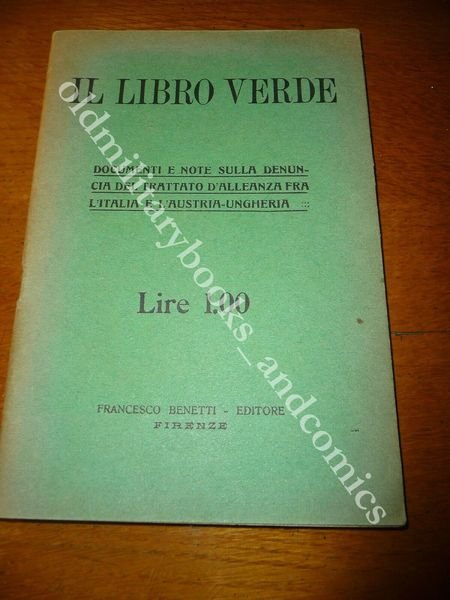 IL LIBRO VERDE
DOCUMENTI E NOTE SULLA DENUN-
CIA DEL TRATTATO D'ALLEANZA FRA
L'ITALIA E L'AUSTRIA-UNGHERIA :::
Lire 1.00
FRANCESCO BENETTI - EDITORE
FIRENZE
oldmilitarybooks_andcomics